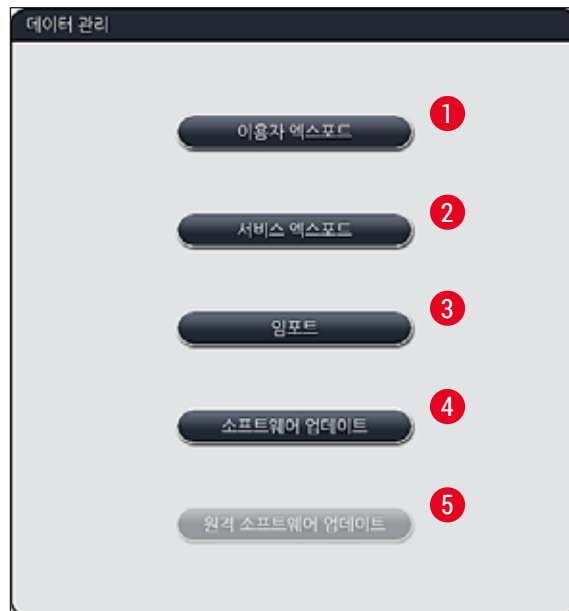 데이터 관리
이용자 엑스포트
1
서비스 엑스포트
2
임포트
3
소프트웨어 업데이트
4
원격 소프트웨어 업데이트
5